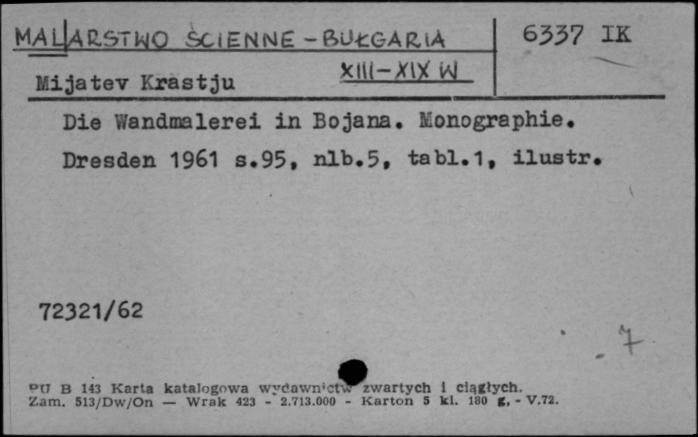 MALARSTWO ŚCIENNE - BUŁGARIA
6337 IK
XIII-XIX W
Mijatev Krastju
Die Wandmalerei in Bojana. Monographie.
Dresden 1961 s.95, nlb.5, tabl.1, ilustr.
72321/62
7
PU B 143 Karta katalogowa wydawnictw zwartych i ciągłych.
Zam. 513/Dw/On — Wrak 423 - 2.713.000 - Karton 5 kl. 180 g, - V.72.